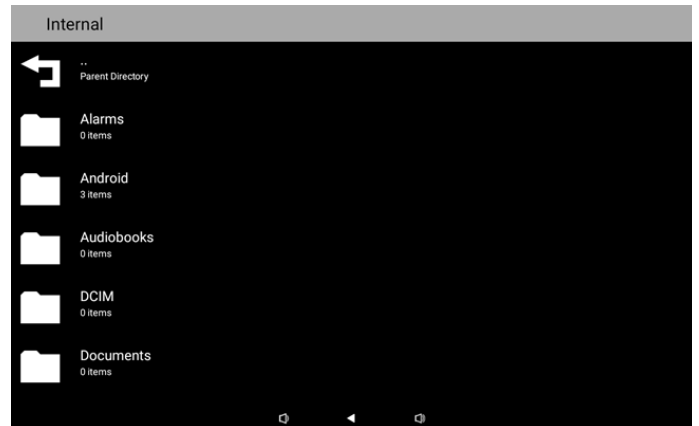 Internal
..
Parent Directory
Alarms
0 items
Android
3 items
Audiobooks
0 items
DCIM
0 items
Documents
0 items